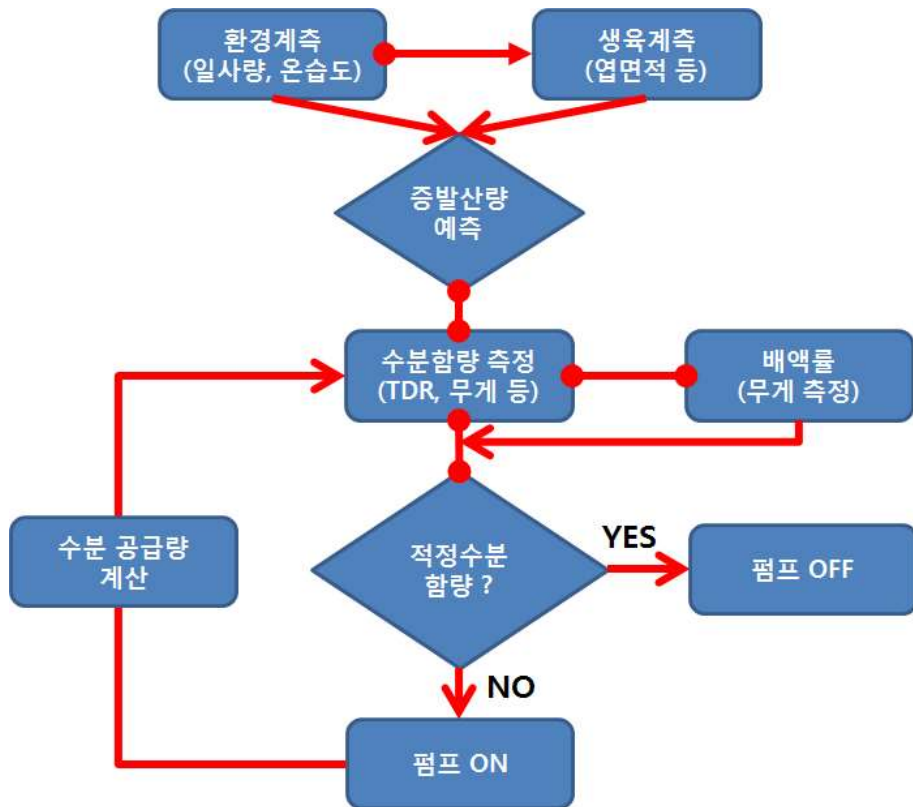 환경계측
(일사량, 온습도)
생육계측
(엽면적 등)
증발산량
예측
수분함량 측정
(TDR, 무게 등)
배액률
(무게 측정)
수분 공급량
계산
적정수분
함량 ?
YES
펌프 OFF
NO
펌프 ON